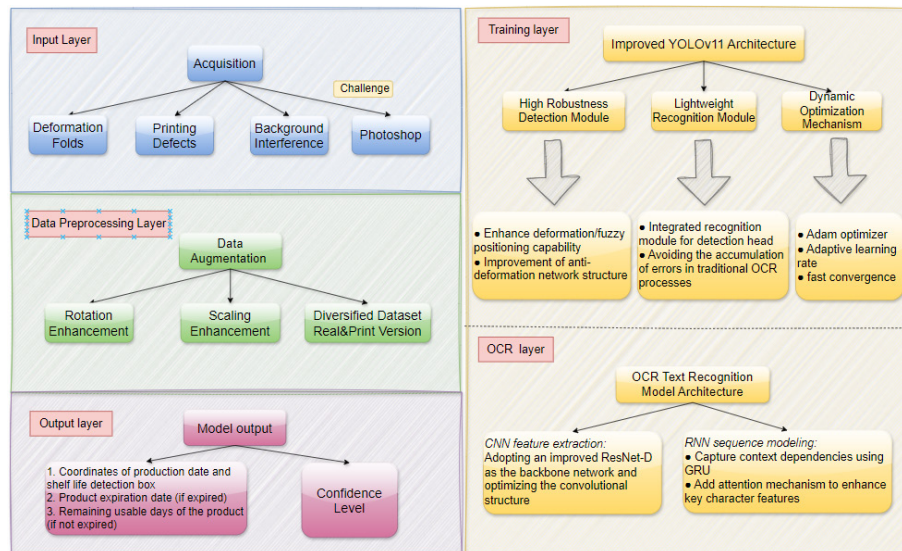 Input Layer
Acquisition
Challenge
Deformation
Folds
Printing
Defects
Background
Interference
Photoshop
Data Preprocessing Layer
Data
Augmentation
Rotation
Enhancement
Scaling
Enhancement
Diversified Dataset
Real&Print Version
Output layer
Model output
1. Coordinates of production date and
shelf life detection box
2. Product expiration date (if expired)
3. Remaining usable days of the product
(if not expired)
Confidence
Level
Training layer
Improved YOLOv11 Architecture
High Robustness
Detection Module
Lightweight
Recognition Module
Dynamic
Optimization
Mechanism
● Enhance deformation/fuzzy
positioning capability
● Improvement of anti-
deformation network structure
● Integrated recognition
module for detection head
● Avoiding the accumulation
of errors in traditional OCR
processes
● Adam optimizer
● Adaptive learning
rate
● fast convergence
OCR layer
OCR Text Recognition
Model Architecture
CNN feature extraction:
Adopting an improved ResNet-D
as the backbone network and
optimizing the convolutional
structure
RNN sequence modeling:
● Capture context dependencies using
GRU
● Add attention mechanism to enhance
key character features